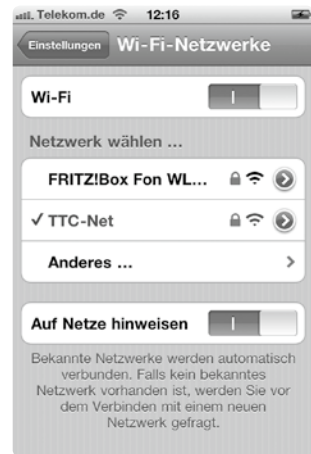 Telekom.de 12:16
Einstellungen Wi-Fi-Netzwerke
Wi-Fi
Netzwerk wählen ...
FRITZ!Box Fon WL...
✓ TTC-Net
Anderes ...
Auf Netze hinweisen
Bekannte Netzwerke werden automatisch
verbunden. Falls kein bekanntes
Netzwerk vorhanden ist, werden Sie vor
dem Verbinden mit einem neuen
Netzwerk gefragt.